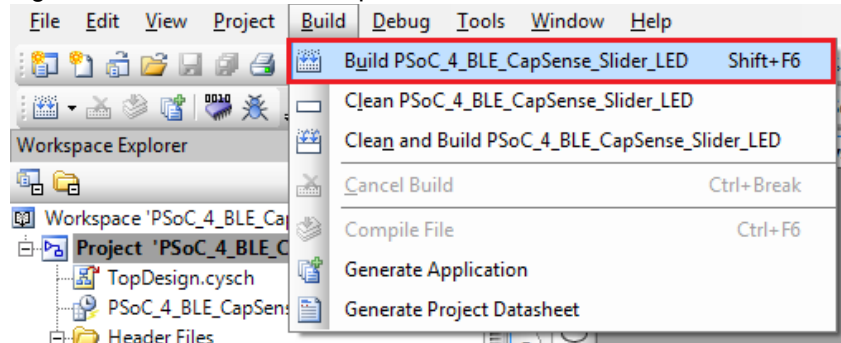 File Edit View Project Build Debug Tools Window Help
Build PSoC_4_BLE_CapSense_Slider_LED Shift+F6
Clean PSoC_4_BLE_CapSense_Slider_LED
Clean and Build PSoC_4_BLE_CapSense_Slider_LED
Workspace Explorer
Cancel Build Ctrl+Break
Workspace 'PSoC_4_BLE_Ca
Compile File Ctrl+F6
Project 'PSoC_4_BLE_C
TopDesign.cysch
Generate Application
PSoC_4_BLE_CapSens
Generate Project Datasheet
Header Files